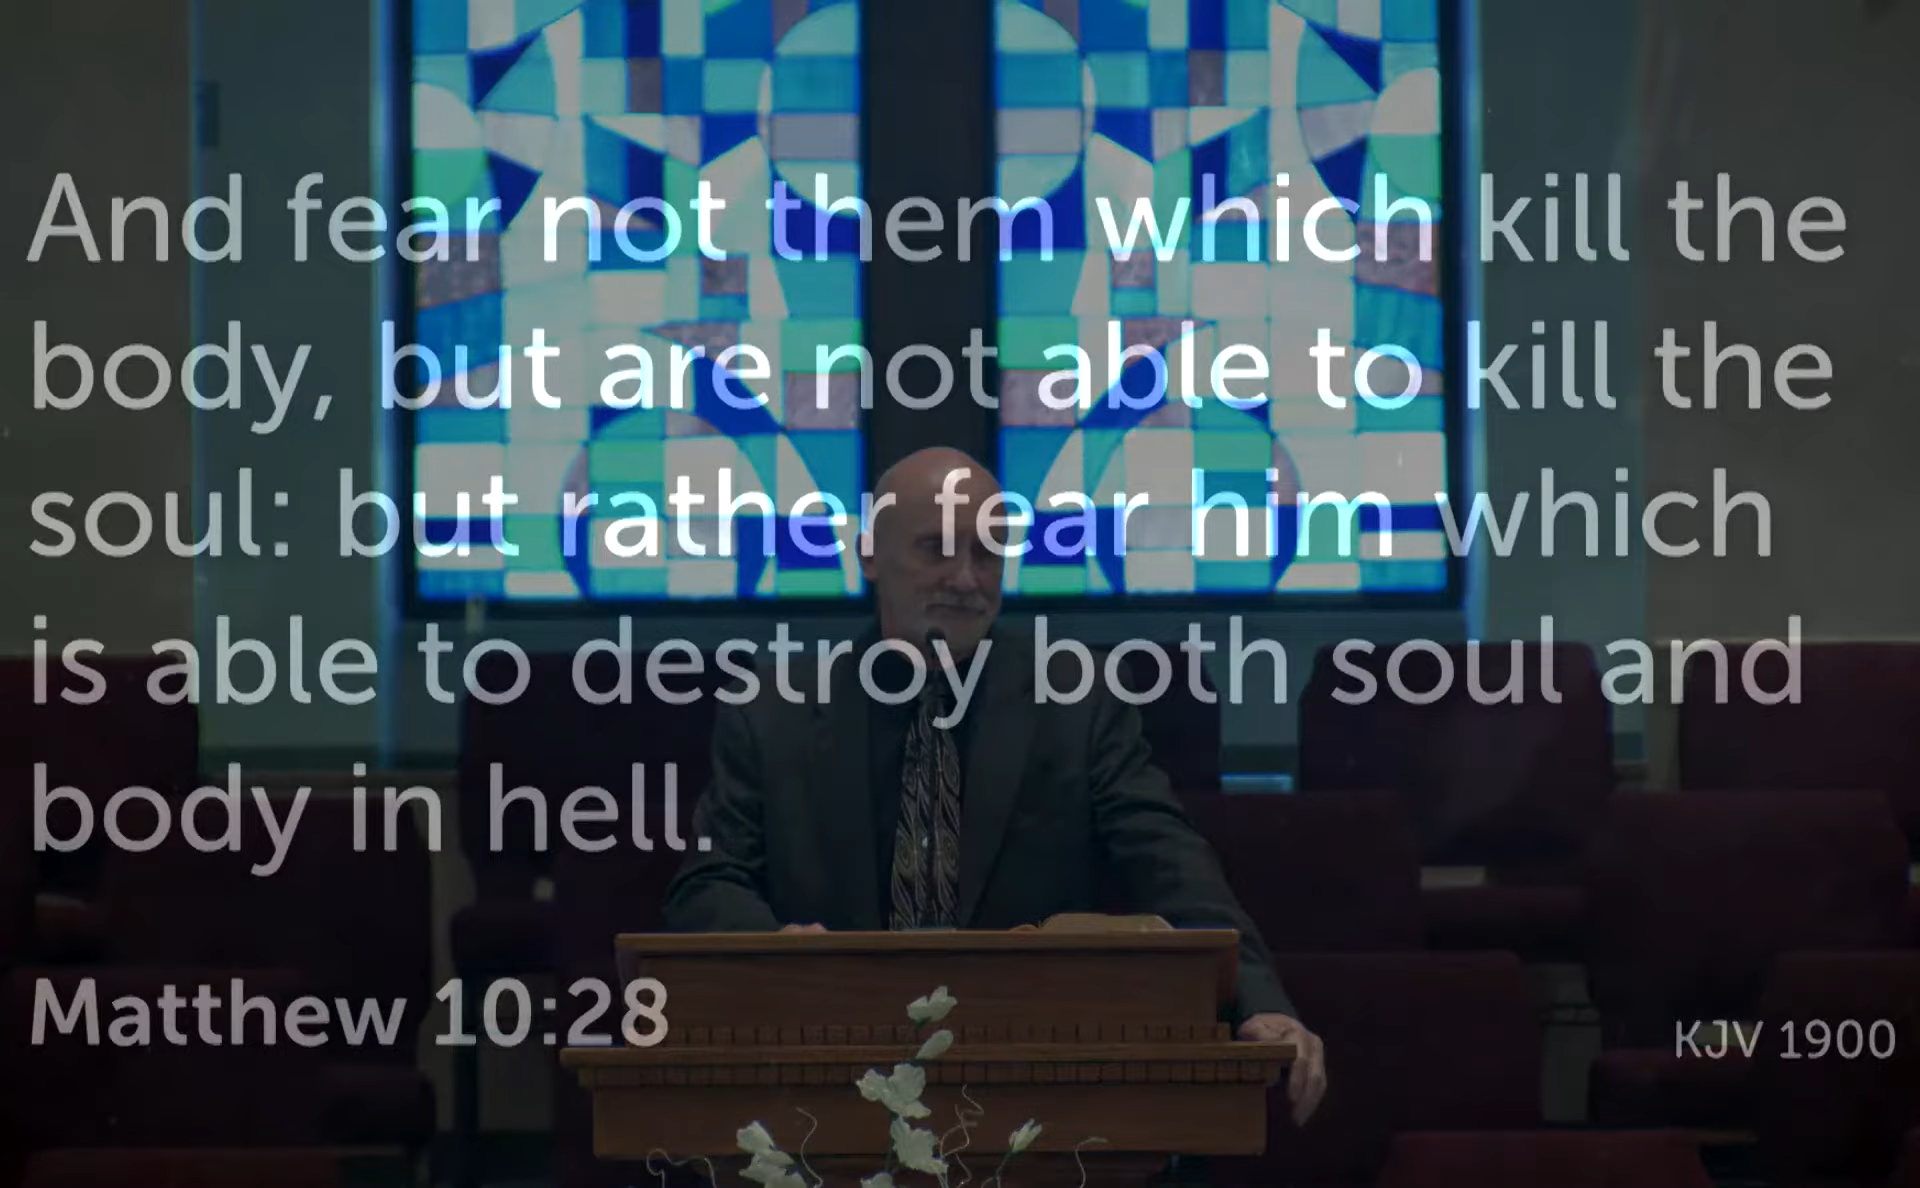 And fear not them which kill the
body, but are not able to kill the
soul: but rather fear him which
is able to destroy both soul and
body in hell.
Matthew 10:28
KJV 1900